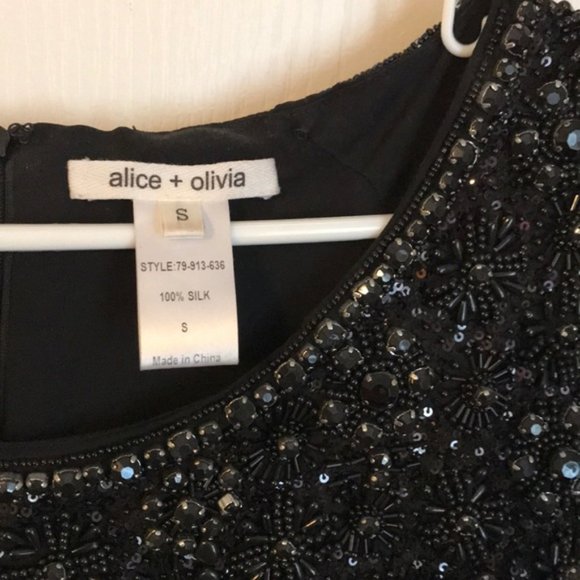 alice + olivia
S
STYLE:79-913-636
100% SILK
S
Made in China